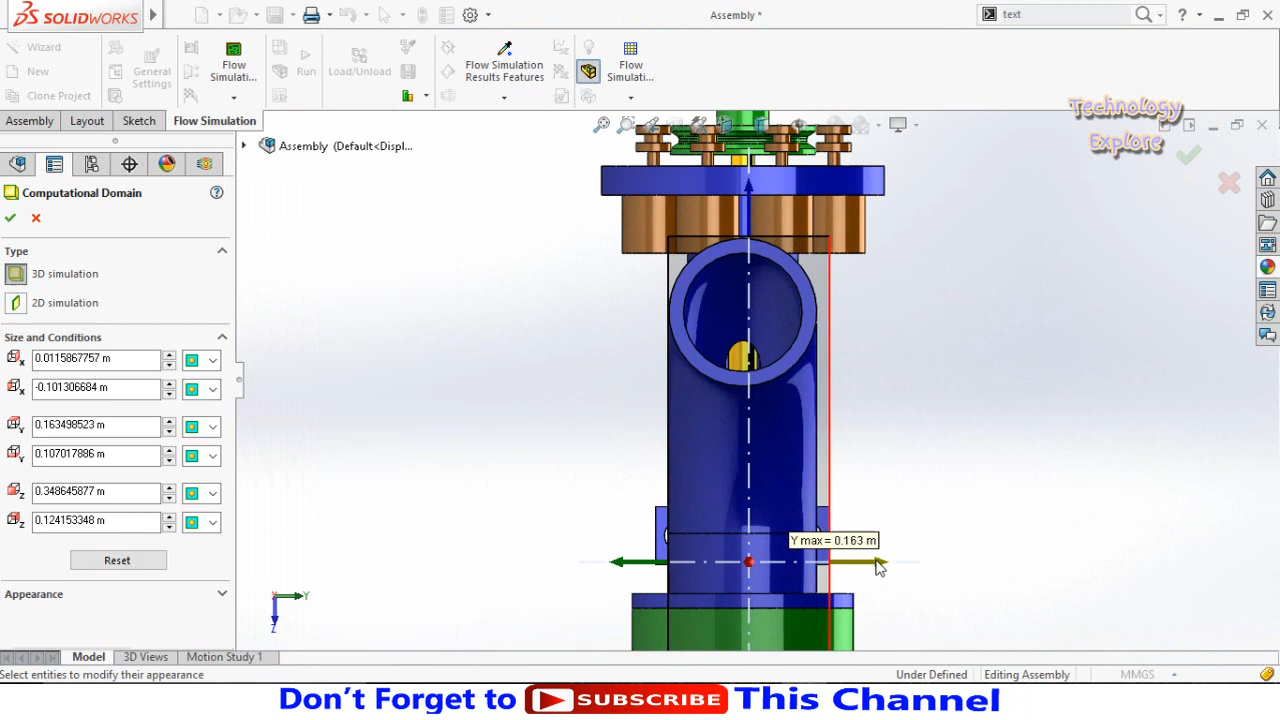 SOLIDWORKS
Assembly *
text
Wizard
New
Clone Project
General Settings
Flow Simulati...
Run
Load/Unload
Flow Simulation Results Features
Flow Simulati...
Assembly
Layout
Sketch
Flow Simulation
Technology
Explore
Assembly (Default<Displ...
Computational Domain
Type
3D simulation
2D simulation
Size and Conditions
X
0.0115867757 m
X
-0.101306684 m
Y
0.163498523 m
Y
0.107017886 m
Z
0.348645877 m
Z
0.124153348 m
Reset
Appearance
Y max = 0.163 m
Y
Z
Model
3D Views
Motion Study 1
Select entities to modify their appearance
Under Defined
Editing Assembly
MMGS
Don't Forget to SUBSCRIBE This Channel